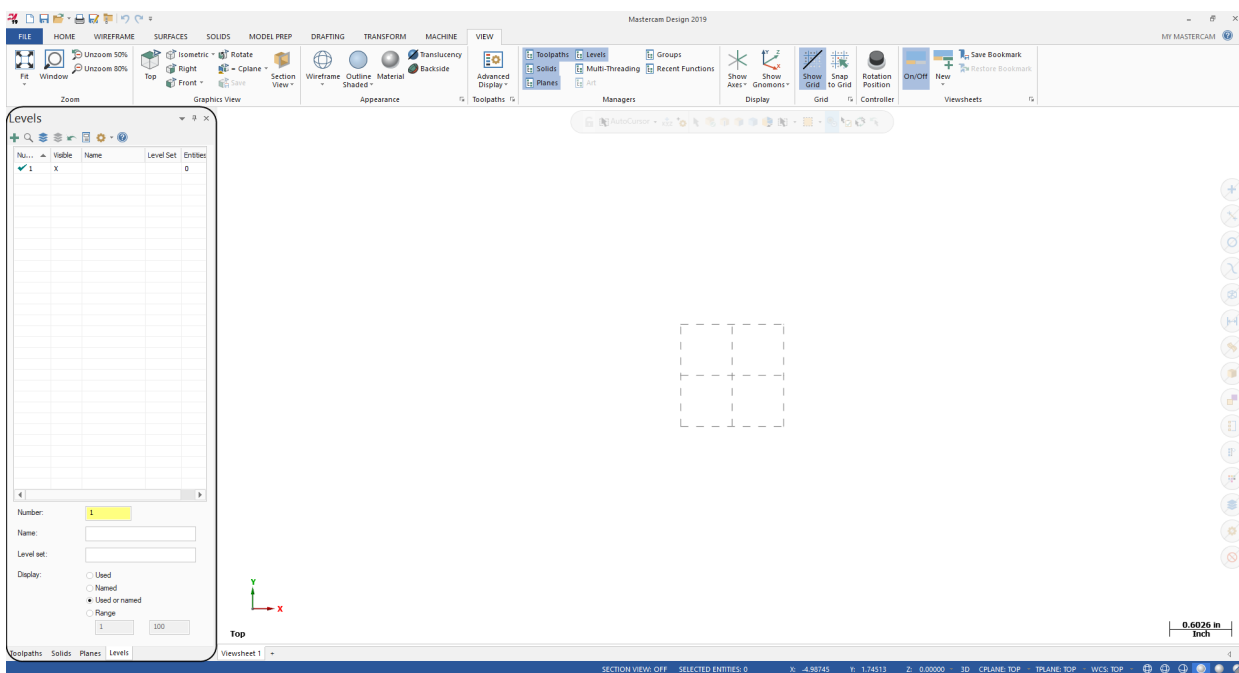 Mastercam Design 2019
FILE HOME WIREFRAME SURFACES SOLIDS MODEL PREP DRAFTING TRANSFORM MACHINE VIEW MY MASTERCAM
Fit
Window
Unzoom 50%
Unzoom 80%
Zoom
Top
Isometric
Right
Front
Rotate
= Cplane
Save
Section
View
Graphics View
Wireframe
Outline
Shaded
Material
Translucency
Backside
Appearance
Advanced
Display
Toolpaths
Toolpaths
Solids
Planes
Levels
Multi-Threading
Art
Groups
Recent Functions
Managers
Show
Axes
Show
Gnomons
Display
Show
Grid
Snap
to Grid
Grid
Rotation
Position
Controller
On/Off
New
Save Bookmark
Restore Bookmark
Viewsheets
Levels
AutoCursor
Nu... Visible Name Level Set Entities
1 X 0
Number: 1
Name:
Level set:
Display:
Used
Named
Used or named
Range
1 100
Toolpaths Solids Planes Levels
Y
X
Top
0.6026 in
Inch
Viewsheet 1 +
SECTION VIEW: OFF SELECTED ENTITIES: 0 X: -4.98745 Y: 1.74513 Z: 0.00000 3D CPLANE: TOP TPLANE: TOP WCS: TOP